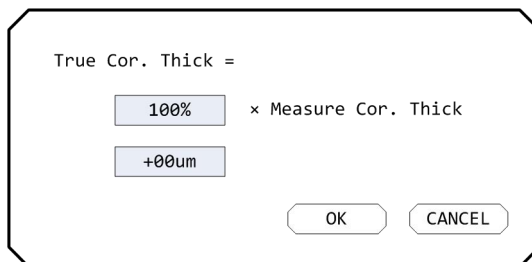 True Cor. Thick =
100% × Measure Cor. Thick
+00um
OK CANCEL